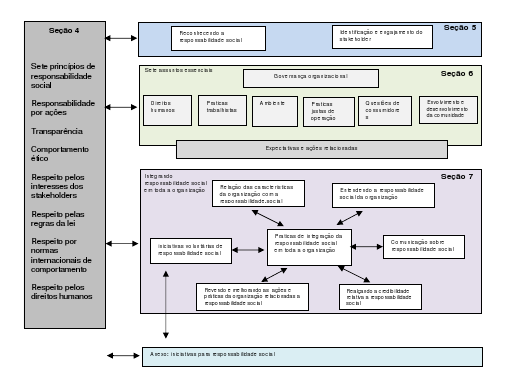 Seção 4
Sete princípios de
responsabilidade
social
Responsabilidade
por ações
Transparência
Comportamento
ético
Respeito pelos
interesses dos
stakeholders
Respeito pelas
regras da lei
Respeito por
normas
internacionais de
comportamento
Respeito pelos
direitos humanos
Seção 5
Reconhecendo a
responsabilidade social
Identificação e engajamento do
stakeholder
Sete assuntos essenciais
Seção 6
Governança organizacional
Direitos
humanos
Práticas
trabalhistas
Ambiente
Práticas
justas de
operação
Questões de
consumidore
s
Envolvimento e
desenvolvimento
da comunidade
Expectativas e ações relacionadas
Integrando
responsabilidade social
em toda a organização
Seção 7
Relação das características
da organização com a
responsabilidade social
Entendendo a responsabilidade
social da organização
Práticas de integração da
responsabilidade social
em toda a organização
Iniciativas voluntárias de
responsabilidade social
Comunicação sobre
responsabilidade social
Revendo e melhorando as ações e
práticas da organização relacionadas a
responsabilidade social
Realçando a credibilidade
relativa a responsabilidade
social
Anexo: iniciativas para responsabilidade social